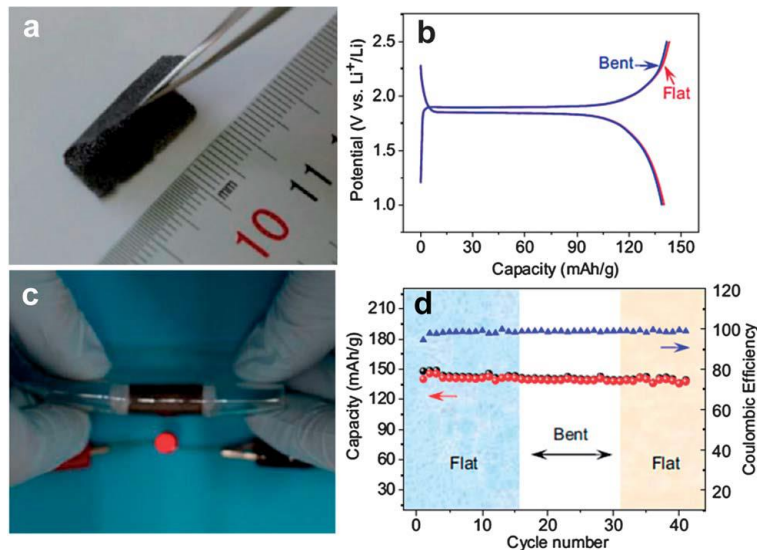 a
mm
10
11
b
Potential (V vs. Li⁺/Li)
2.5
2.0
1.5
1.0
Bent
Flat
0
30
60
90
120
150
Capacity (mAh/g)
c
d
Capacity (mAh/g)
210
180
150
120
90
60
30
Flat
Bent
Flat
120
100
80
60
40
20
Coulombic Efficiency
0
10
20
30
40
Cycle number